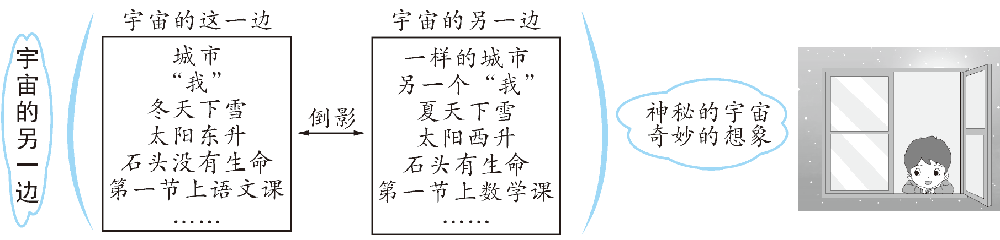 宇宙的另一边
宇宙的这一边
城市
“我”
冬天下雪
太阳东升
石头没有生命
第一节上语文课
……
倒影
宇宙的另一边
一样的城市
另一个“我”
夏天下雪
太阳西升
石头有生命
第一节上数学课
……
神秘的宇宙
奇妙的想象